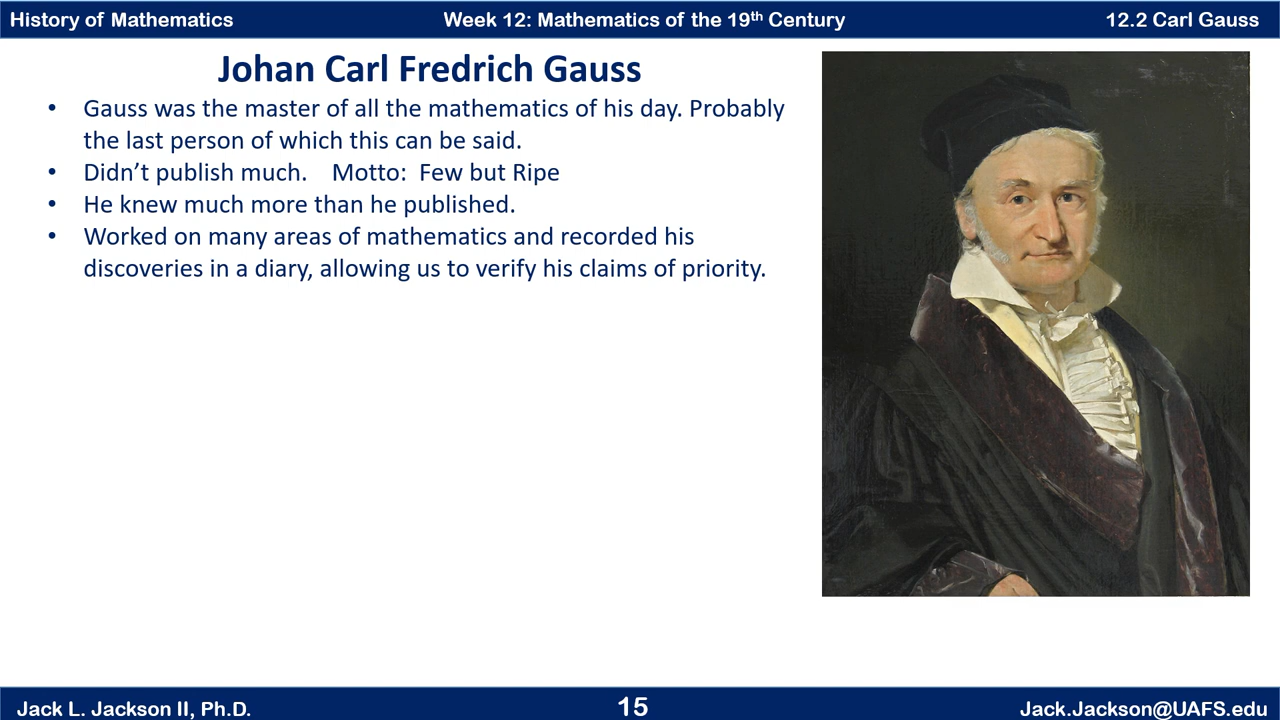 History of Mathematics
Week 12: Mathematics of the 19th Century
12.2 Carl Gauss
Johan Carl Fredrich Gauss
• Gauss was the master of all the mathematics of his day. Probably
the last person of which this can be said.
• Didn’t publish much. Motto: Few but Ripe
• He knew much more than he published.
• Worked on many areas of mathematics and recorded his
discoveries in a diary, allowing us to verify his claims of priority.
Jack L. Jackson II, Ph.D.
15
Jack.Jackson@UAFS.edu